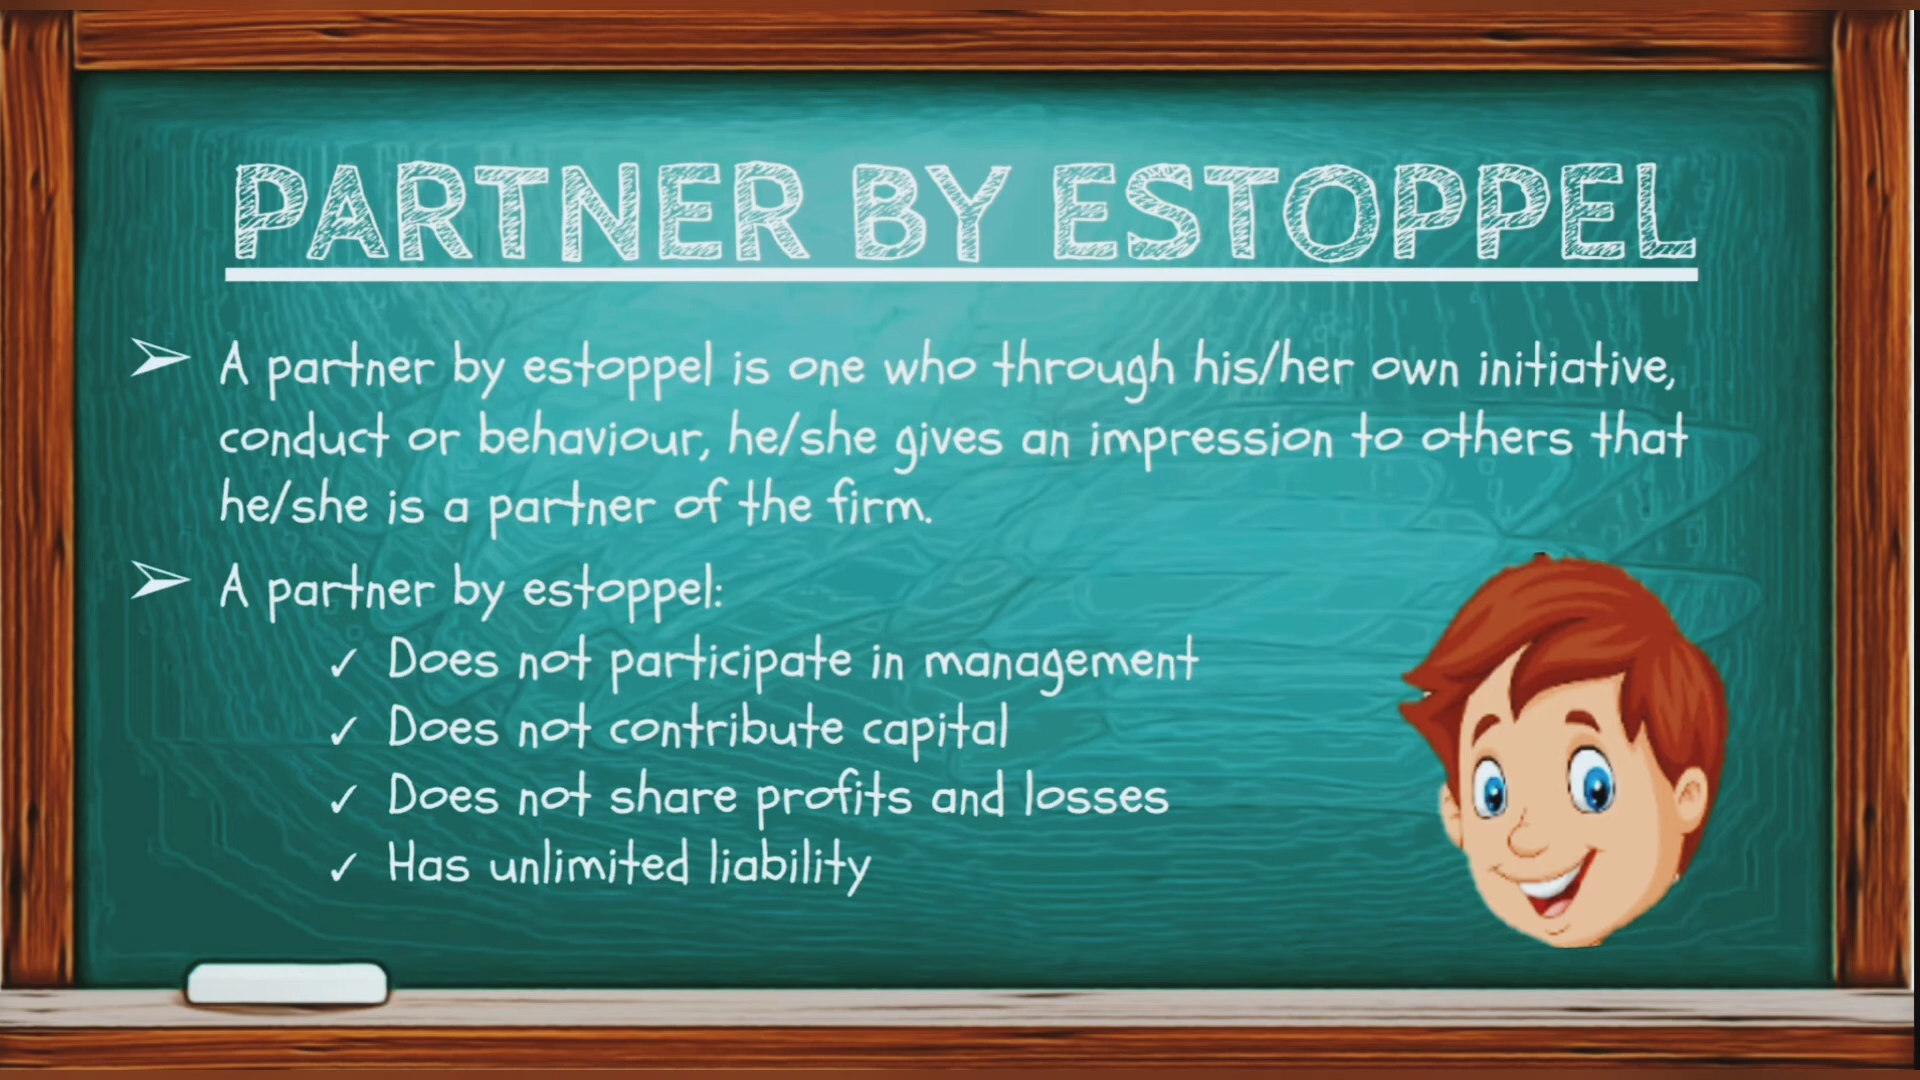 PARTNER BY ESTOPPEL
➢ A partner by estoppel is one who through his/her own initiative,
conduct or behaviour, he/she gives an impression to others that
he/she is a partner of the firm.
➢ A partner by estoppel:
✓ Does not participate in management
✓ Does not contribute capital
✓ Does not share profits and losses
✓ Has unlimited liability